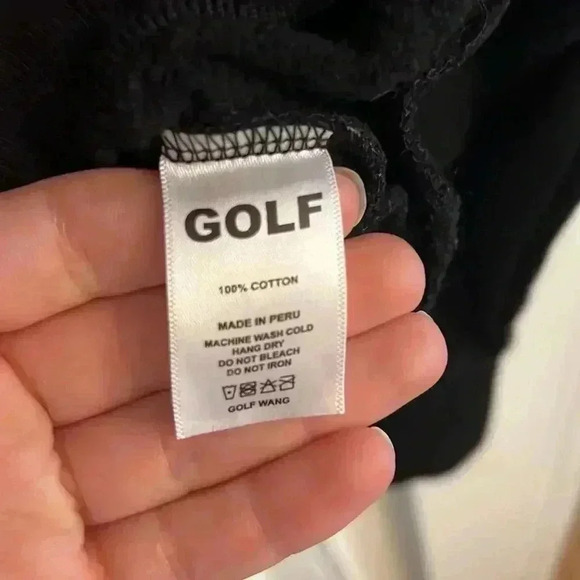 GOLF
100% COTTON
MADE IN PERU
MACHINE WASH COLD
HANG DRY
DO NOT BLEACH
DO NOT IRON
GOLF WANG